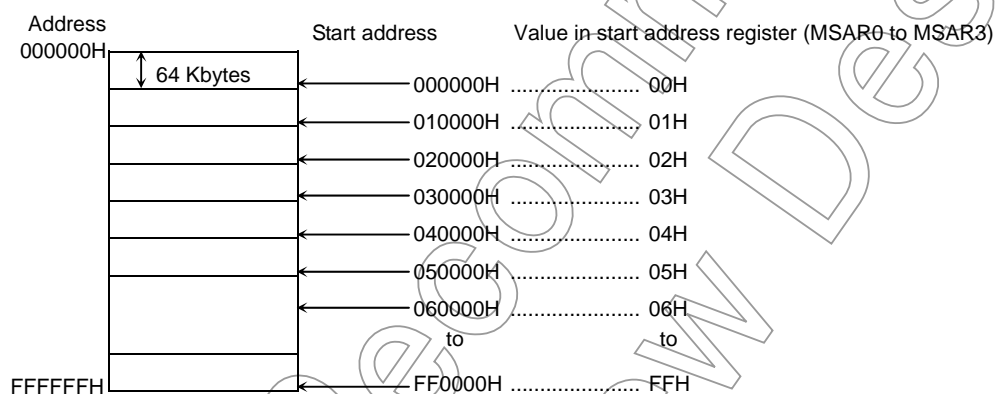 Address Start address Value in start address register (MSAR0 to MSAR3)
000000H
64 Kbytes
000000H ...................... 00H
010000H ...................... 01H
020000H ...................... 02H
030000H ...................... 03H
040000H ...................... 04H
050000H ...................... 05H
060000H ...................... 06H
to to
FFFFFFH FF0000H ...................... FFH